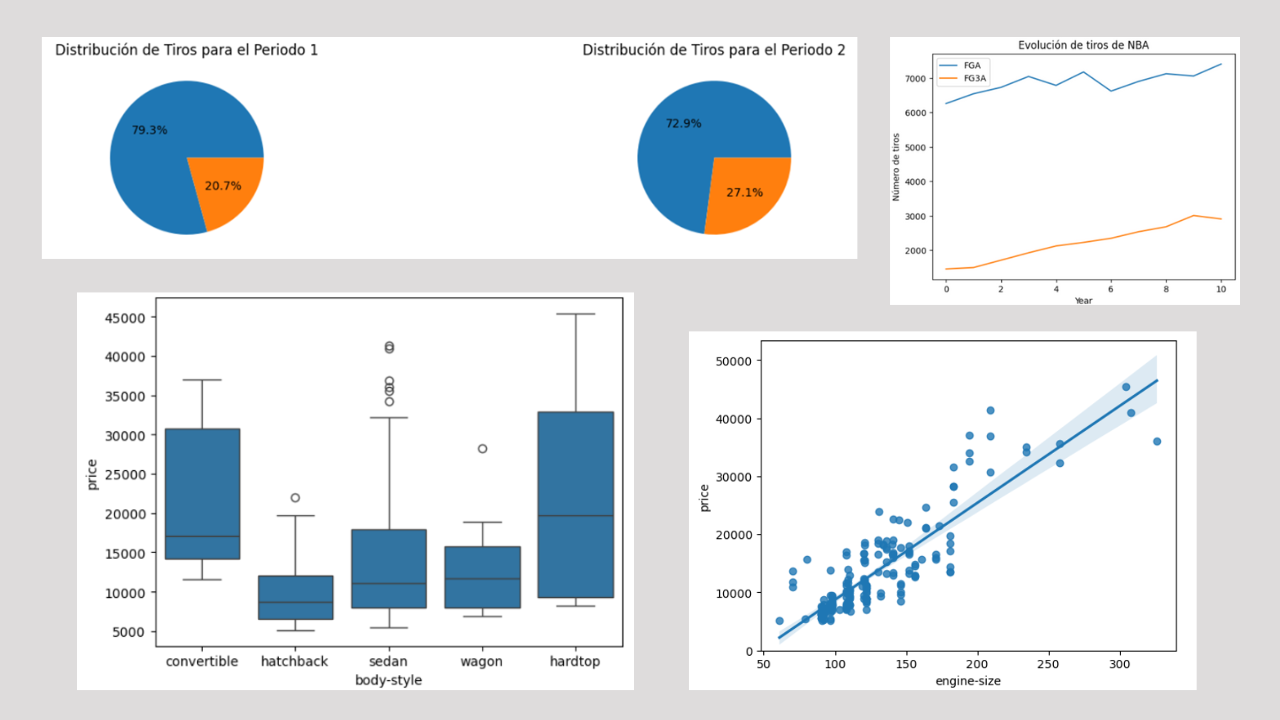 Distribución de Tiros para el Periodo 1
79.3%
20.7%
Distribución de Tiros para el Periodo 2
72.9%
27.1%
Evolución de tiros de NBA
FGA
FG3A
Número de tiros
7000
6000
5000
4000
3000
2000
0 2 4 6 8 10
Year
price
45000
40000
35000
30000
25000
20000
15000
10000
5000
convertible hatchback sedan wagon hardtop
body-style
price
50000
40000
30000
20000
10000
0
50 100 150 200 250 300
engine-size